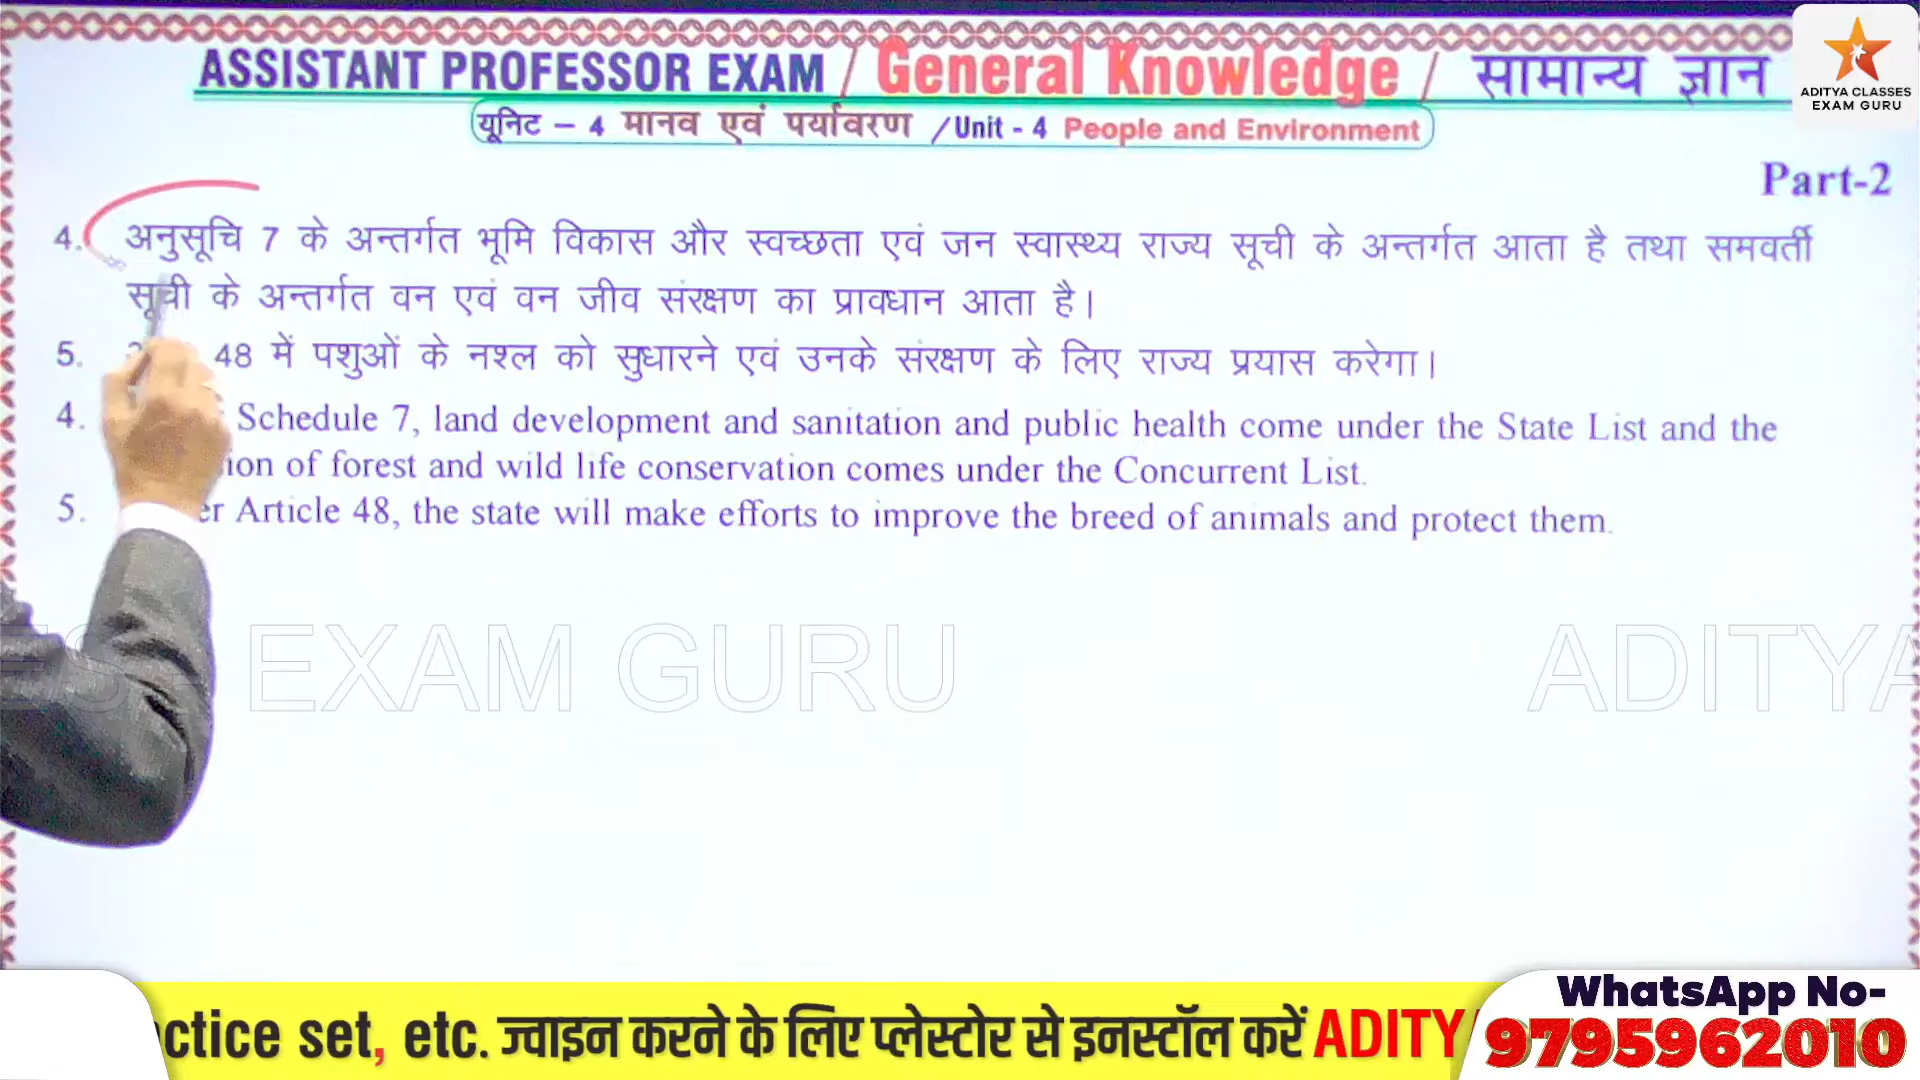 ASSISTANT PROFESSOR EXAM / General Knowledge / सामान्य ज्ञान
ADITYA CLASSES
EXAM GURU
यूनिट – 4 मानव एवं पर्यावरण / Unit - 4 People and Environment
Part-2
4. अनुसूचि 7 के अन्तर्गत भूमि विकास और स्वच्छता एवं जन स्वास्थ्य राज्य सूची के अन्तर्गत आता है तथा समवर्ती
सूची के अन्तर्गत वन एवं वन जीव संरक्षण का प्रावधान आता है।
5. 48 में पशुओं के नश्ल को सुधारने एवं उनके संरक्षण के लिए राज्य प्रयास करेगा।
4. Schedule 7, land development and sanitation and public health come under the State List and the
ion of forest and wild life conservation comes under the Concurrent List.
5. er Article 48, the state will make efforts to improve the breed of animals and protect them.
ES EXAM GURU ADITYA
WhatsApp No-
9795962010
ctice set, etc. ज्वाइन करने के लिए प्लेस्टोर से इनस्टॉल करें ADITY